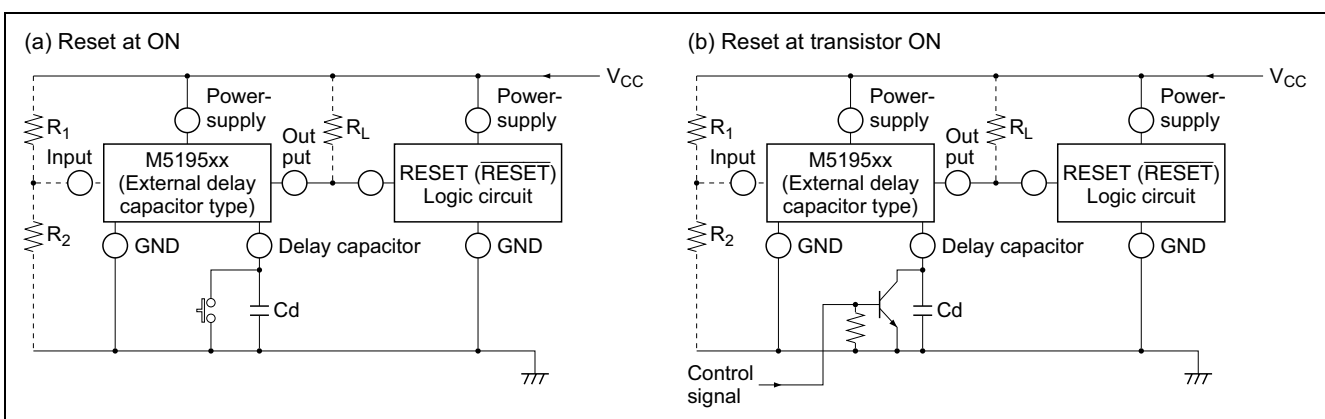 (a) Reset at ON
VCC
Power-
supply
R1
RL
Power-
supply
Input
Out
put
M5195xx
(External delay
capacitor type)
RESET (RESET)
Logic circuit
R2
GND
Delay capacitor
GND
Cd
(b) Reset at transistor ON
VCC
Power-
supply
R1
RL
Power-
supply
Input
Out
put
M5195xx
(External delay
capacitor type)
RESET (RESET)
Logic circuit
R2
GND
Delay capacitor
GND
Cd
Control
signal